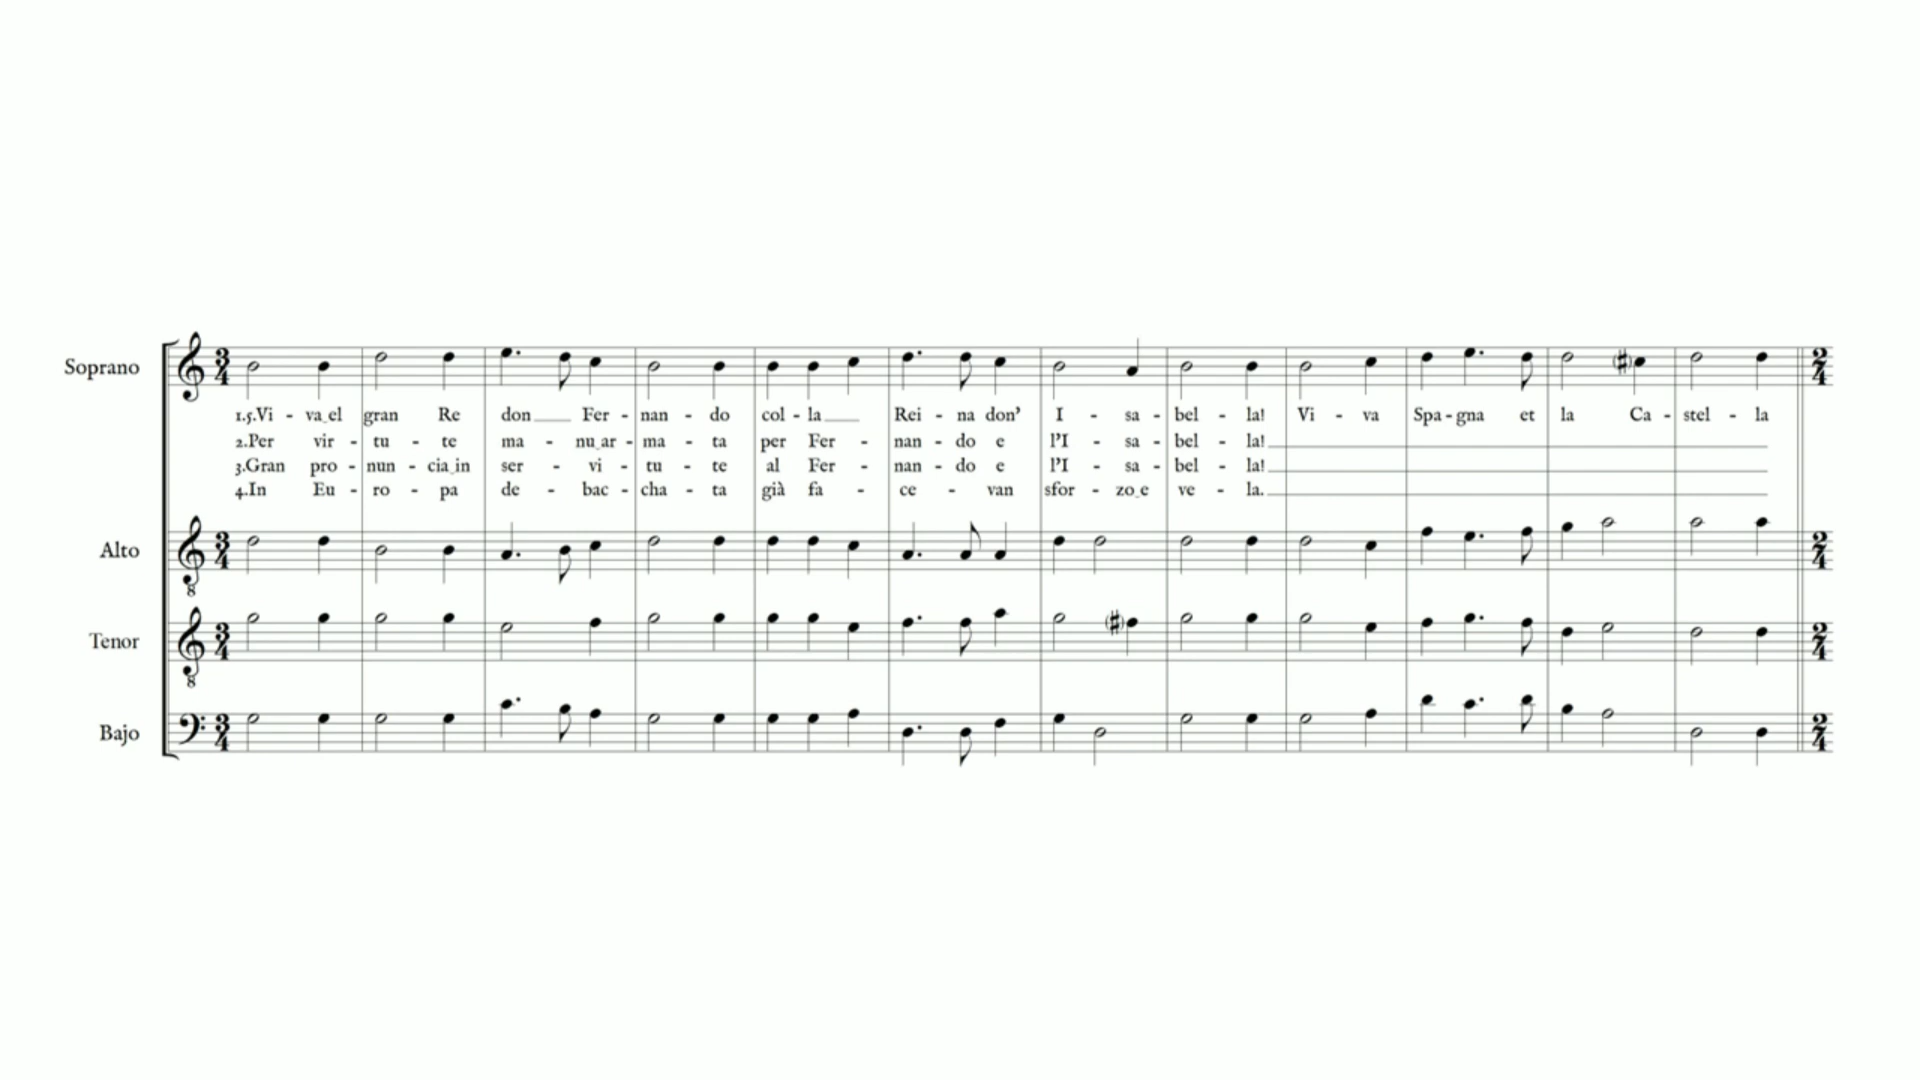 Soprano
1.5.Vi - va el gran Re don Fer - nan - do col - la Rei - na don' I - sa - bel - la! Vi - va Spa - gna et la Ca - stel - la
2.Per vir - tu - te ma - nu ar - ma - ta per Fer - nan - do e l'I - sa - bel - la!
3.Gran pro - nun - cia in ser - vi - tu - te al Fer - nan - do e l'I - sa - bel - la!
4.In Eu - ro - pa de - bac - cha - ta già fa - ce - van sfor - zo e ve - la.
Alto
Tenor
Bajo